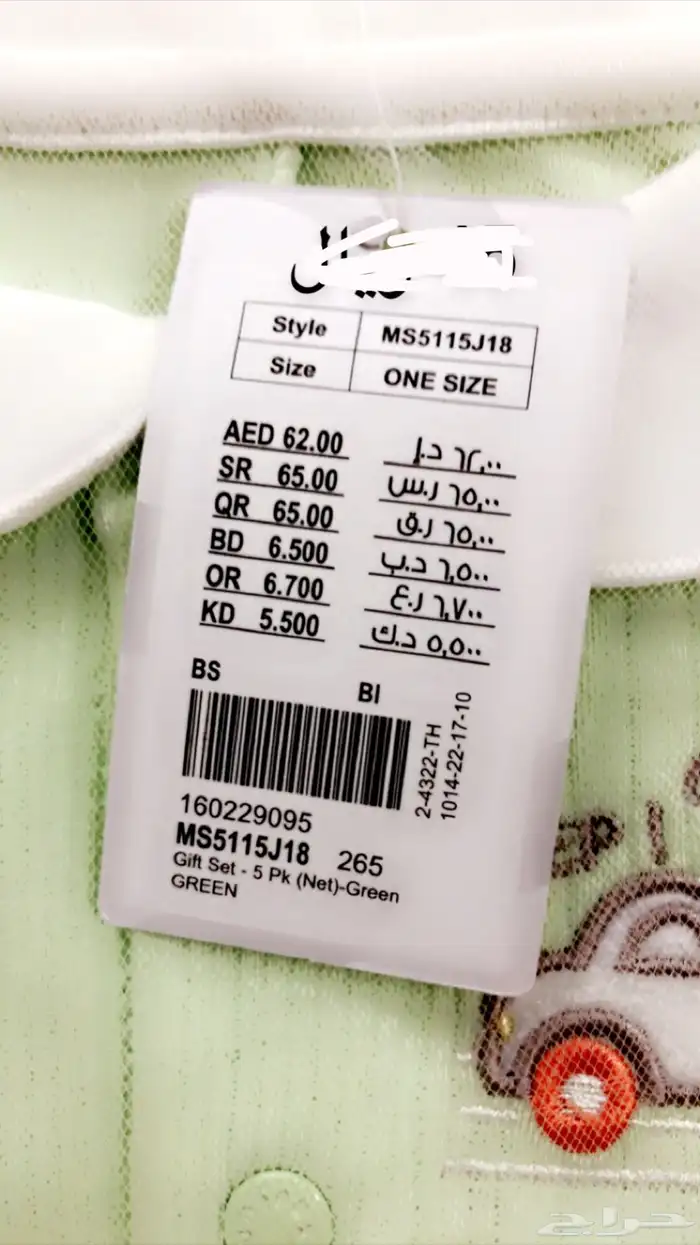 Style MS5115J18
Size ONE SIZE
AED 62.00 ٦٢,٠٠ د.إ
SR 65.00 ٦٥,٠٠ ر.س
QR 65.00 ٦٥,٠٠ ر.ق
BD 6.500 ٦,٥٠٠ د.ب
OR 6.700 ٦,٧٠٠ ر.ع
KD 5.500 ٥,٥٠٠ د.ك
BS BI
2-4322-TH
1014-22-17-10
160229095
MS5115J18 265
Gift Set - 5 Pk (Net)-Green
GREEN
حراج